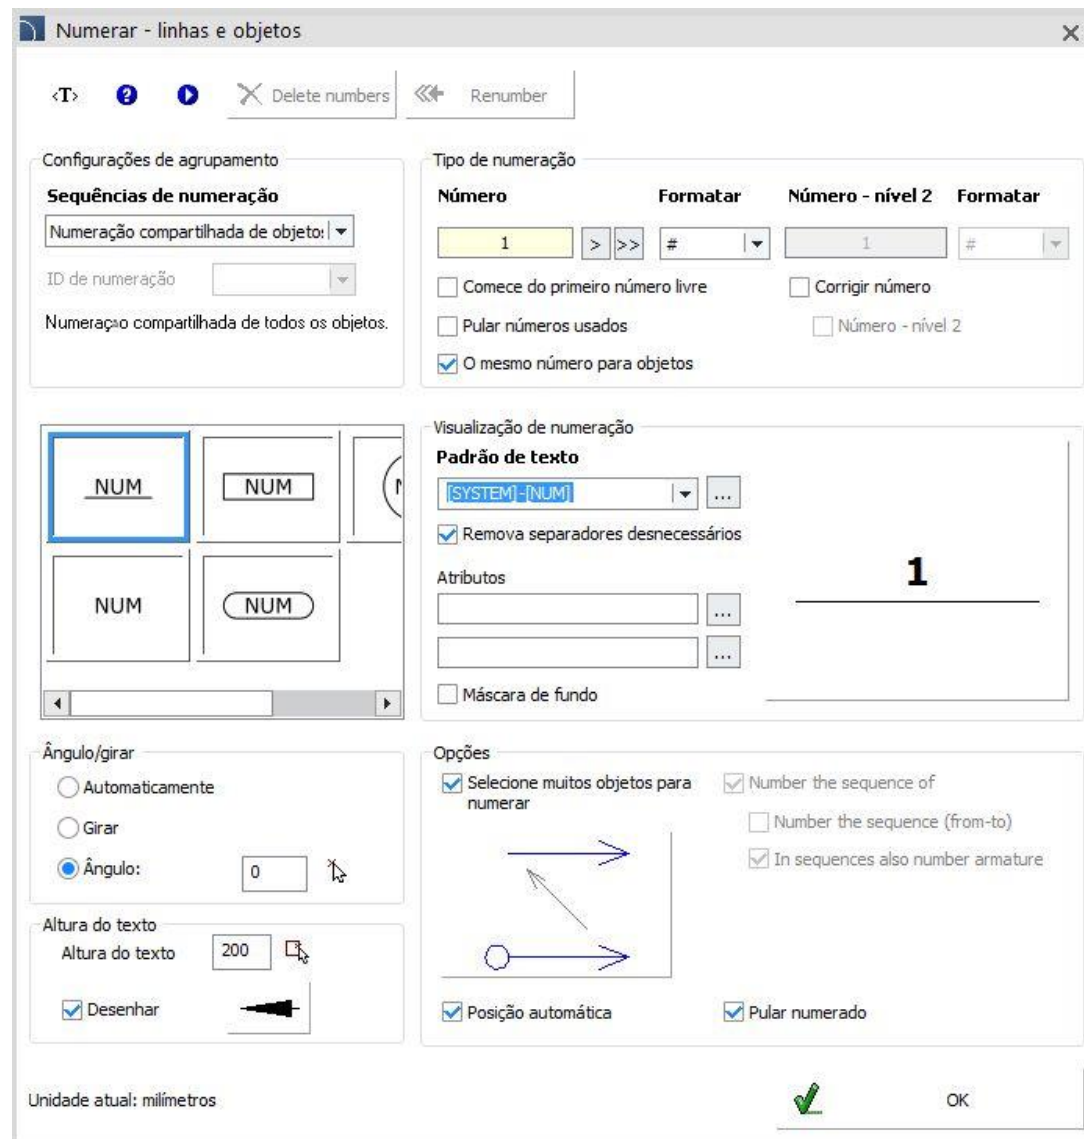 Numerar - linhas e objetos
<T> Delete numbers Renumber
Configurações de agrupamento
Sequências de numeração
Numeração compartilhada de objeto:
ID de numeração
Numeração compartilhada de todos os objetos.
Tipo de numeração
Número Formatar Número - nível 2 Formatar
1 > >> # 1 #
Comece do primeiro número livre Corrigir número
Pular números usados Número - nível 2
O mesmo número para objetos
NUM NUM
NUM NUM
Visualização de numeração
Padrão de texto
[SYSTEM]-[NUM] ...
Remova separadores desnecessários
Atributos
...
...
Máscara de fundo
1
Ângulo/girar
Automaticamente
Girar
Ângulo: 0
Altura do texto
Altura do texto 200
Desenhar
Opções
Selecione muitos objetos para
numerar
Number the sequence of
Number the sequence (from-to)
In sequences also number armature
Posição automática Pular numerado
Unidade atual: milímetros OK